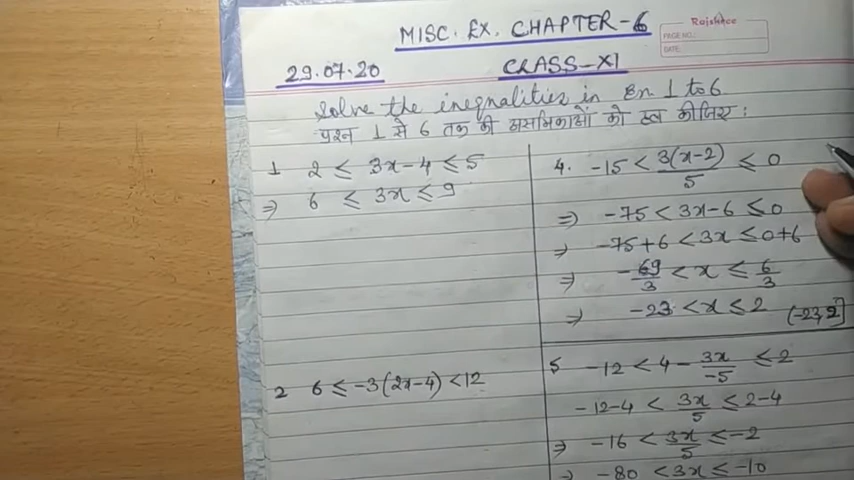 MISC. EX. CHAPTER-6
Rajshree
PAGE NO.:
DATE:
29.07.20
CLASS-XI
Solve the inequalities in En 1 to 6
प्रश्न 1 से 6 तक की असमिकाओं को हल कीजिए :
1 2 ≤ 3x-4 ≤ 5
⇒ 6 ≤ 3x ≤ 9
2 6 ≤ -3(2x-4) < 12
4. -15 < 3(x-2)/5 ≤ 0
⇒ -75 < 3x-6 ≤ 0
⇒ -75+6 < 3x ≤ 0+6
⇒ -69/3 < x ≤ 6/3
⇒ -23 < x ≤ 2 (-23,2]
5 -12 < 4 - 3x/-5 ≤ 2
-12-4 < 3x/5 ≤ 2-4
⇒ -16 < 3x/5 ≤ -2
⇒ -80 < 3x ≤ -10